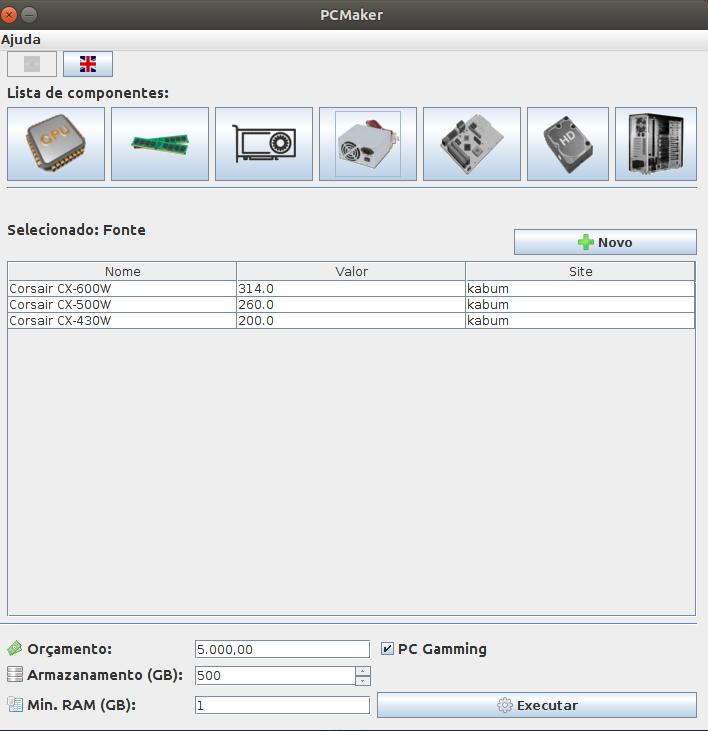 PCMaker
Ajuda
Lista de componentes:
CPU
HD
Selecionado: Fonte
Novo
Nome Valor Site
Corsair CX-600W 314.0 kabum
Corsair CX-500W 260.0 kabum
Corsair CX-430W 200.0 kabum
Orçamento: 5.000,00 PC Gamming
Armazanamento (GB): 500
Min. RAM (GB): 1 Executar